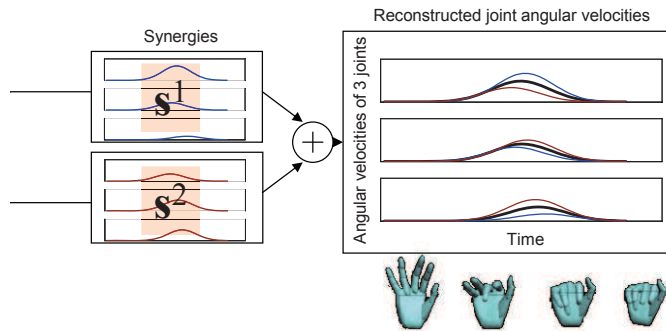 Reconstructed joint angular velocities
Synergies
s1
s2
+
Angular velocities of 3 joints
Time